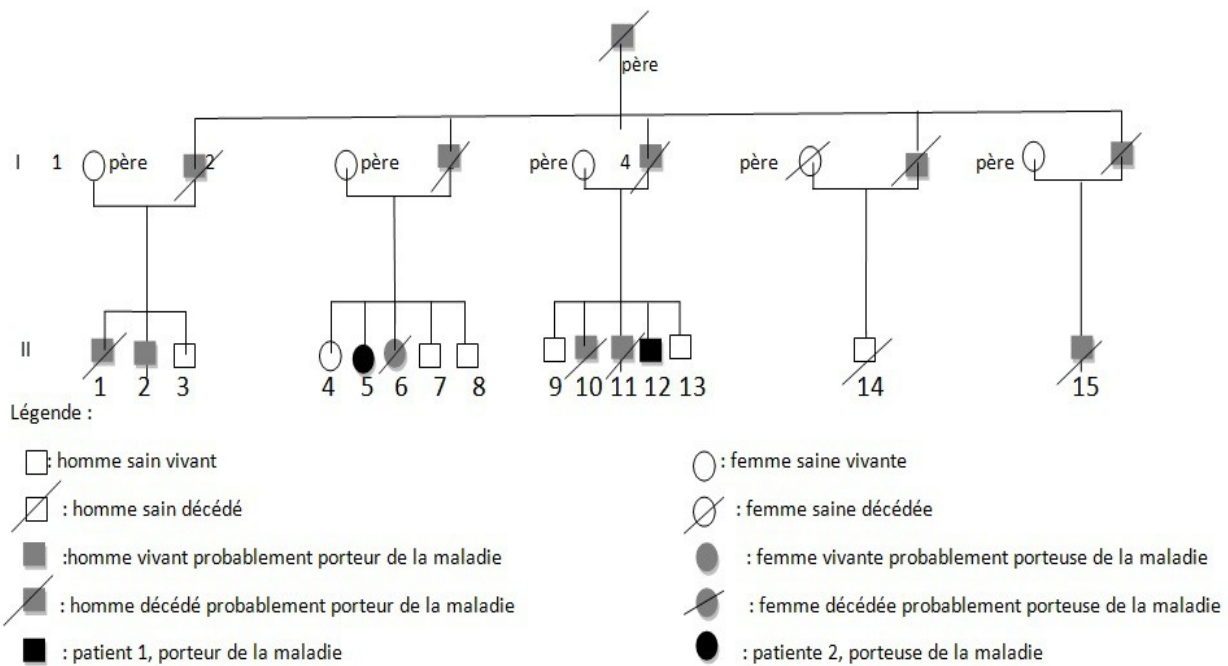 père
I 1 père 2 père père 4 père père
II
1 2 3 4 5 6 7 8 9 10 11 12 13 14 15
Légende :
: homme sain vivant : femme saine vivante
: homme sain décédé : femme saine décédée
:homme vivant probablement porteur de la maladie : femme vivante probablement porteuse de la maladie
: homme décédé probablement porteur de la maladie : femme décédée probablement porteuse de la maladie
: patient 1, porteur de la maladie : patiente 2, porteuse de la maladie